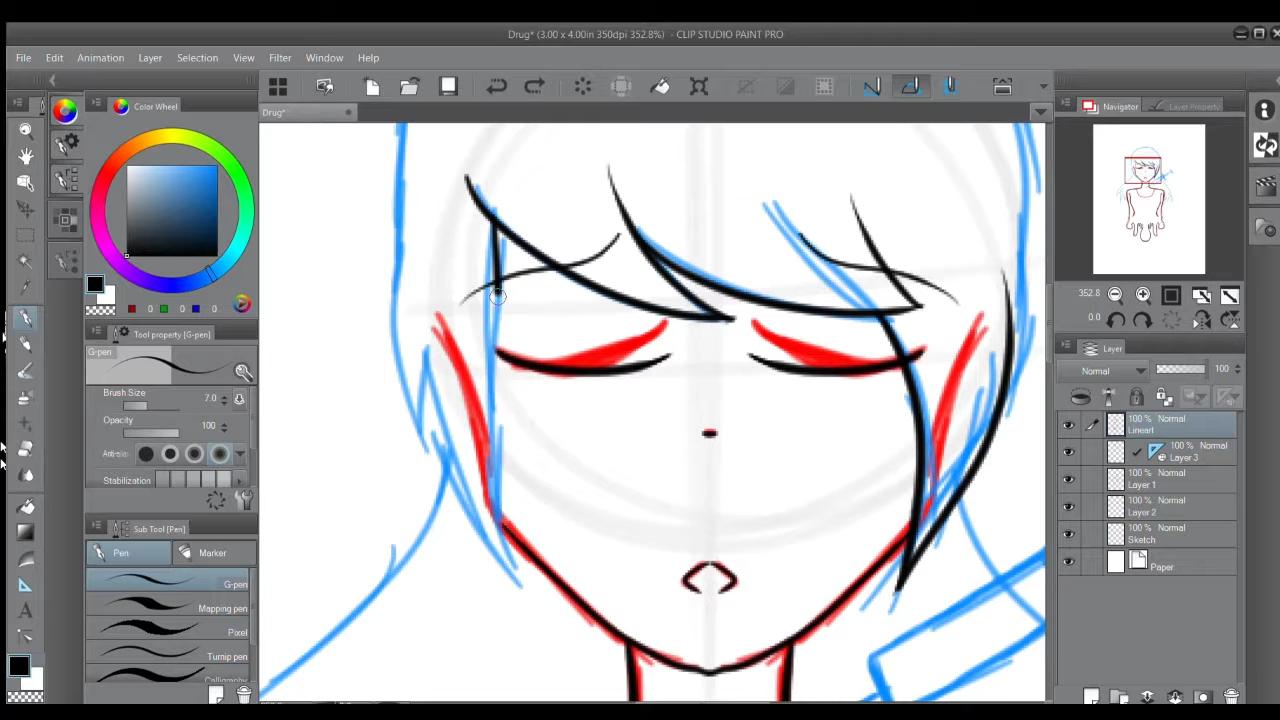 Drug* (3.00 x 4.00in 350dpi 352.8%) - CLIP STUDIO PAINT PRO
File Edit Animation Layer Selection View Filter Window Help
Color Wheel
Drug*
Navigator Layer Property
0 0 0
352.8
0.0
Tool property [G-pen]
G-pen
Layer
Normal 100
Brush Size 7.0
Opacity 100
Stabilization
100 % Normal
Lineart
100 % Normal
Layer 3
100 % Normal
Layer 1
100 % Normal
Layer 2
100 % Normal
Sketch
Paper
Sub Tool [Pen]
Pen Marker
G-pen
Mapping pen
Pixel
Turnip pen